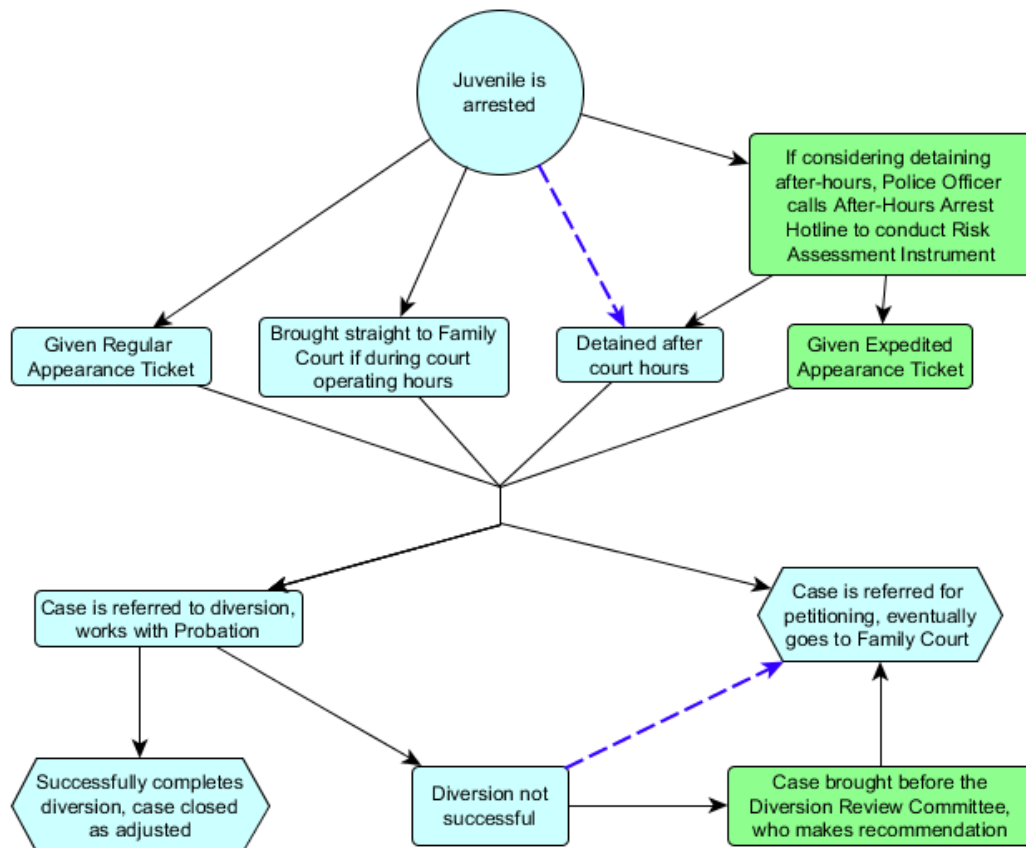 Juvenile is
arrested
If considering detaining
after-hours, Police Officer
calls After-Hours Arrest
Hotline to conduct Risk
Assessment Instrument
Given Regular
Appearance Ticket
Brought straight to Family
Court if during court
operating hours
Detained after
court hours
Given Expedited
Appearance Ticket
Case is referred to diversion,
works with Probation
Case is referred for
petitioning, eventually
goes to Family Court
Successfully completes
diversion, case closed
as adjusted
Diversion not
successful
Case brought before the
Diversion Review Committee,
who makes recommendation